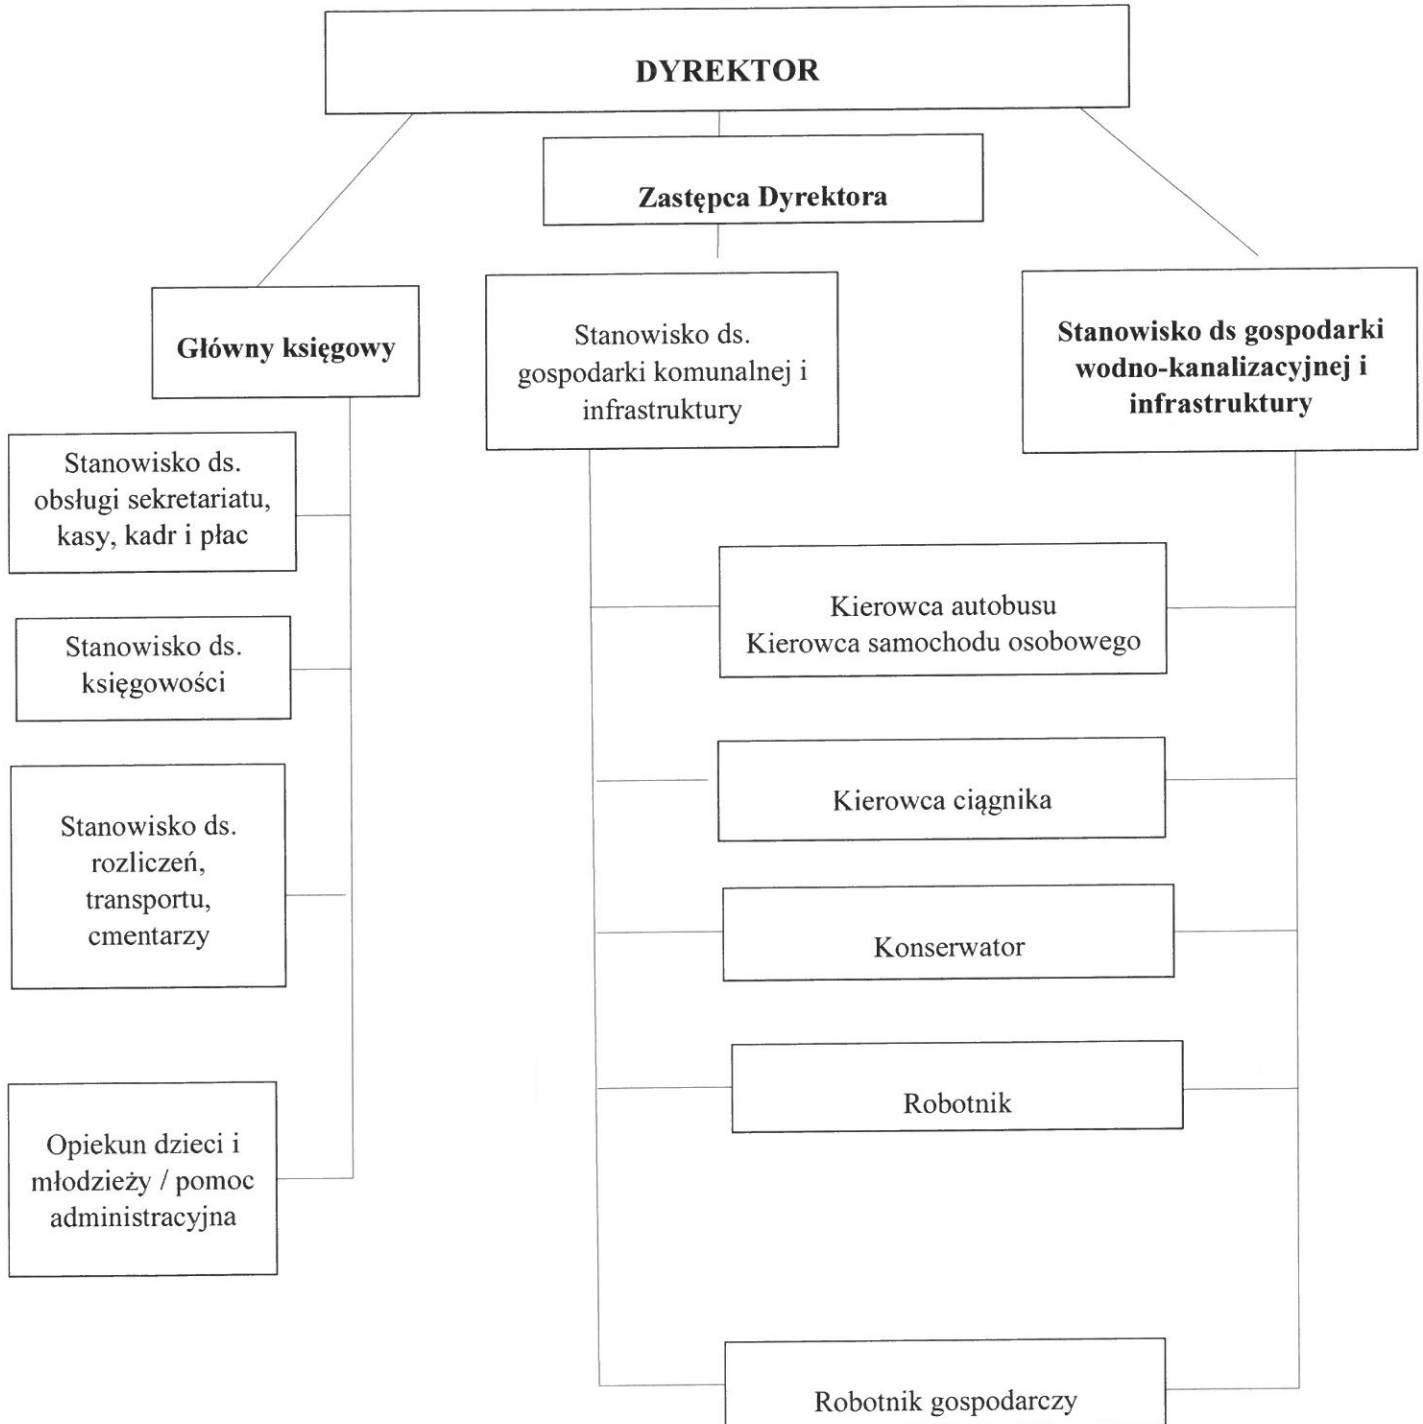 DYREKTOR
Zastępca Dyrektora
Główny księgowy
Stanowisko ds.
gospodarki komunalnej i
infrastruktury
Stanowisko ds gospodarki
wodno-kanalizacyjnej i
infrastruktury
Stanowisko ds.
obsługi sekretariatu,
kasy, kadr i płac
Stanowisko ds.
księgowości
Stanowisko ds.
rozliczeń,
transportu,
cmentarzy
Opiekun dzieci i
młodzieży / pomoc
administracyjna
Kierowca autobusu
Kierowca samochodu osobowego
Kierowca ciągnika
Konserwator
Robotnik
Robotnik gospodarczy